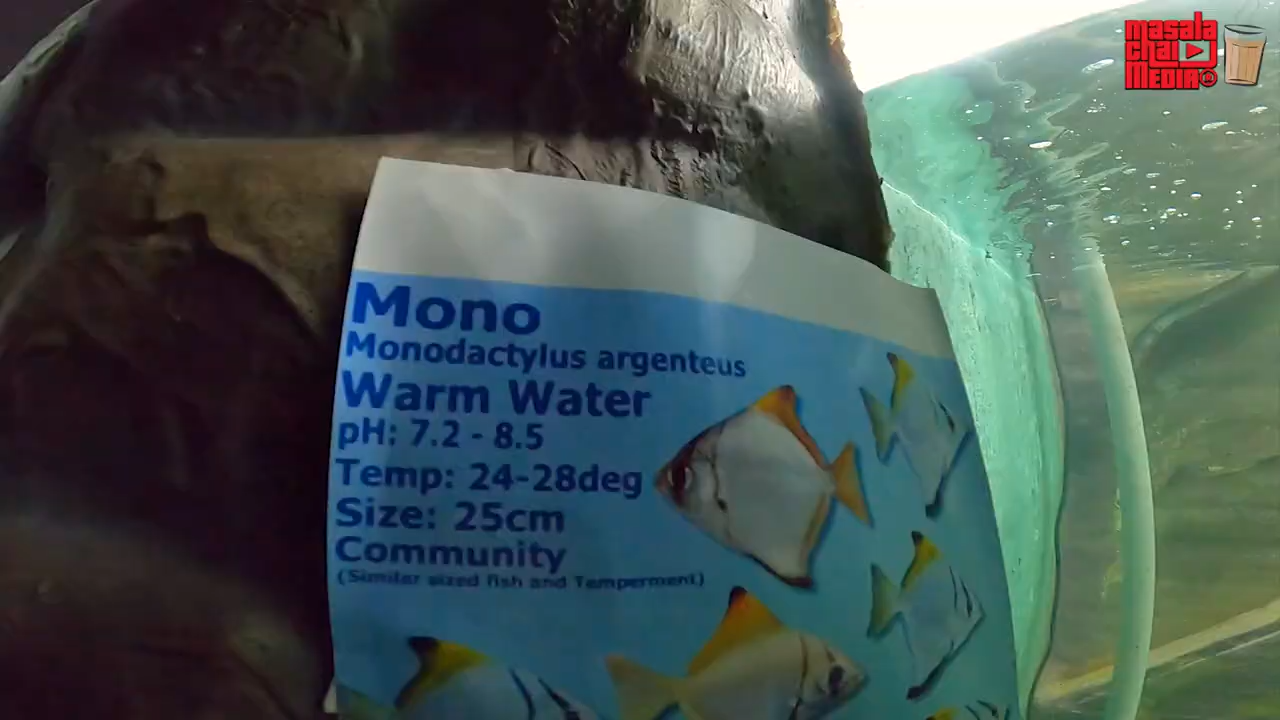 masala
chai
MEDIA
Mono
Monodactylus argenteus
Warm Water
pH: 7.2 - 8.5
Temp: 24-28deg
Size: 25cm
Community
(Similar sized fish and Temperment)